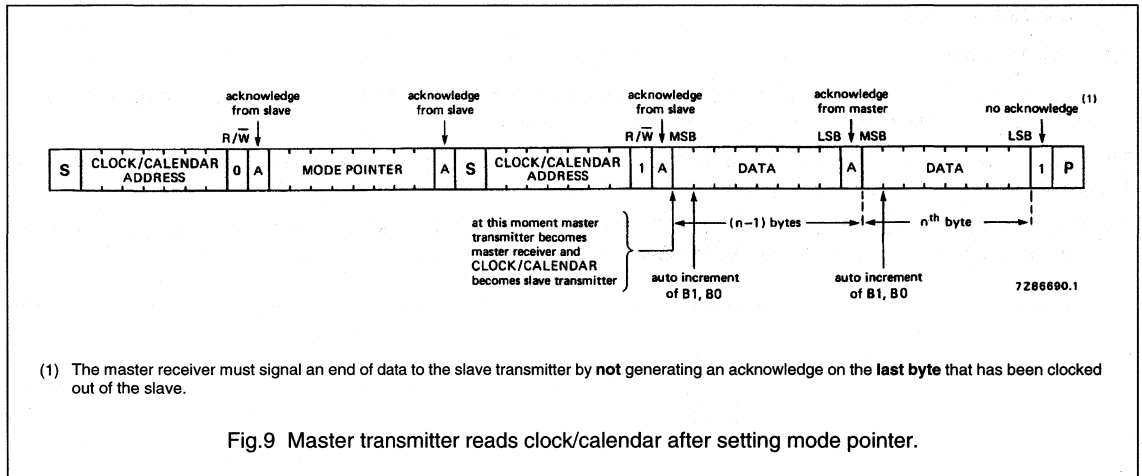 acknowledge
from slave
acknowledge
from slave
acknowledge
from slave
acknowledge
from master
no acknowledge (1)
R/W̅
R/W̅ MSB
LSB MSB
LSB
S CLOCK/CALENDAR ADDRESS 0 A MODE POINTER A S CLOCK/CALENDAR ADDRESS 1 A DATA A DATA 1 P
at this moment master
transmitter becomes
master receiver and
CLOCK/CALENDAR
becomes slave transmitter
(n−1) bytes
nth byte
auto increment
of B1, B0
auto increment
of B1, B0
7Z86690.1
(1) The master receiver must signal an end of data to the slave transmitter by not generating an acknowledge on the last byte that has been clocked
out of the slave.
Fig.9 Master transmitter reads clock/calendar after setting mode pointer.